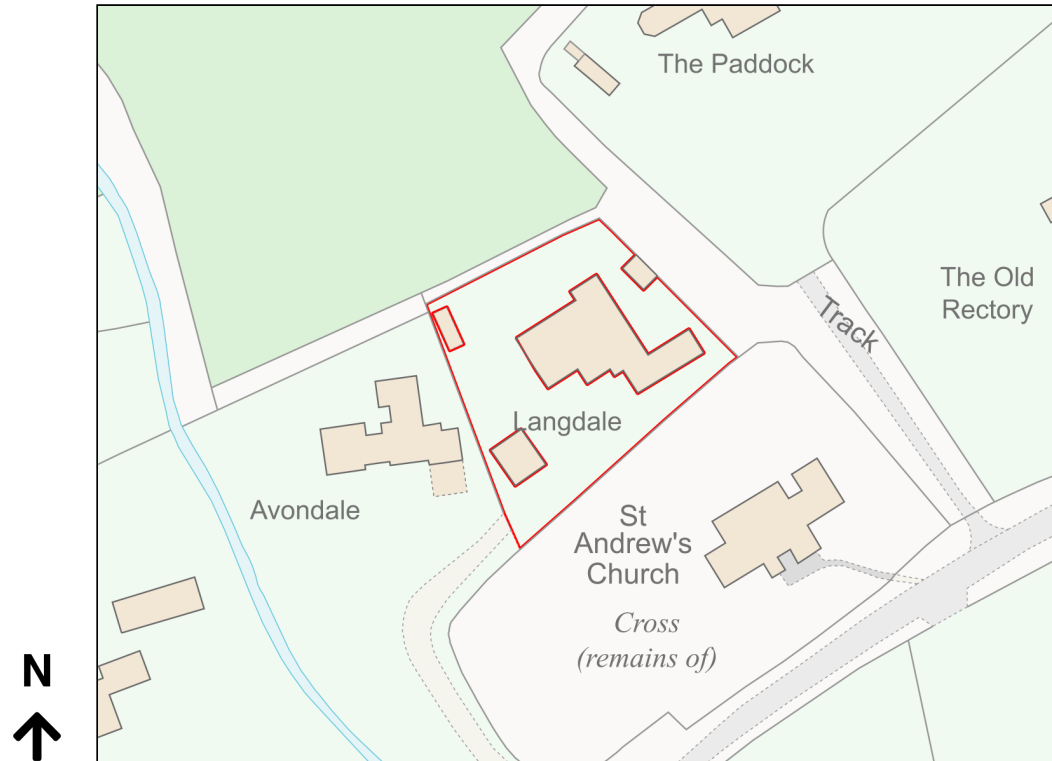 The Paddock
The Old
Rectory
Track
Langdale
Avondale
St
Andrew's
Church
Cross
(remains of)
N